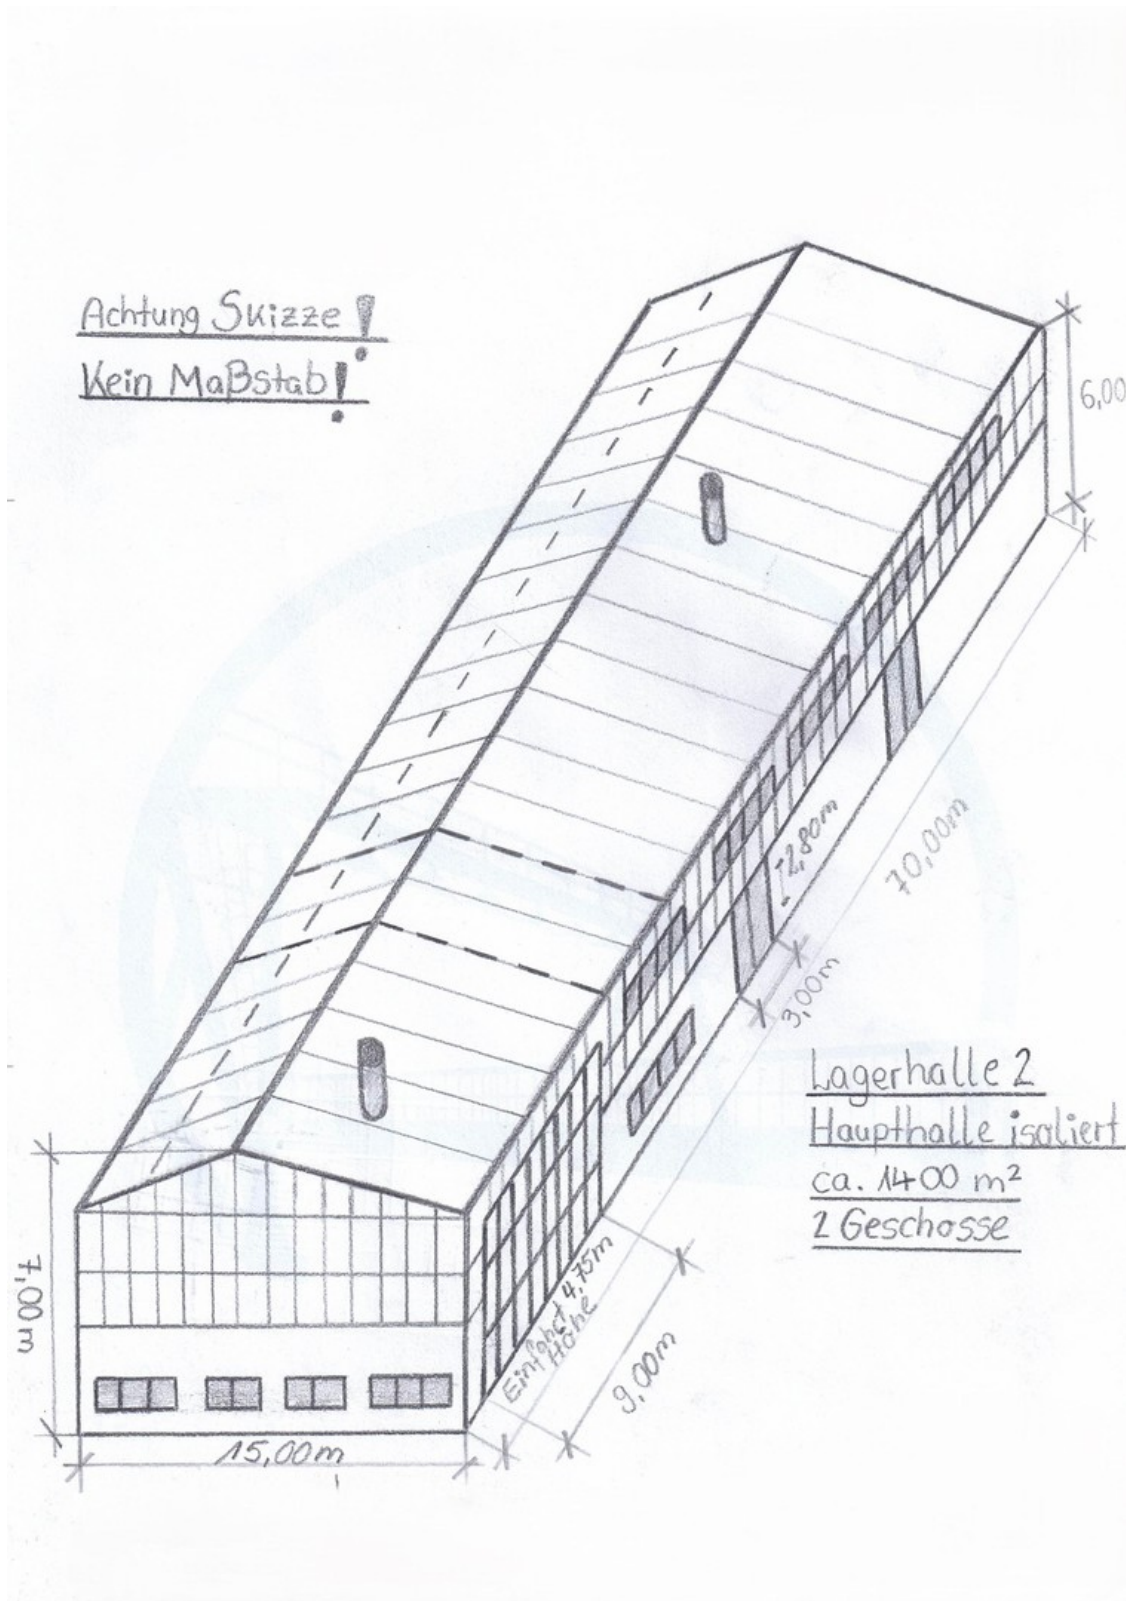 Achtung Skizze!
Kein Maßstab!
6,00
2,80m
70,00m
3,00m
Lagerhalle 2
Haupthalle isoliert
ca. 1400 m²
2 Geschosse
7,00m
Einfahrt 4,75m
Höhe
9,00m
15,00m